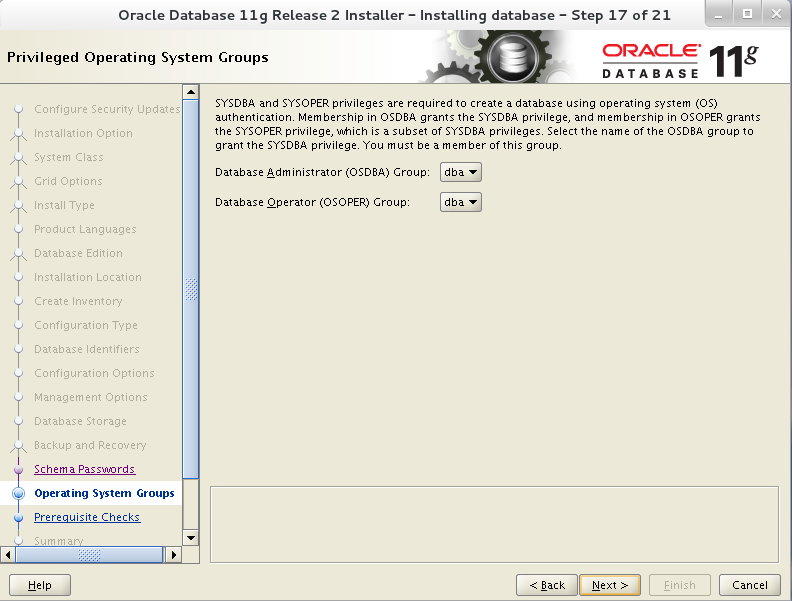 Oracle Database 11g Release 2 Installer - Installing database - Step 17 of 21
Privileged Operating System Groups
ORACLE
DATABASE 11g
Configure Security Updates
Installation Option
System Class
Grid Options
Install Type
Product Languages
Database Edition
Installation Location
Create Inventory
Configuration Type
Database Identifiers
Configuration Options
Management Options
Database Storage
Backup and Recovery
Schema Passwords
Operating System Groups
Prerequisite Checks
Summary
SYSDBA and SYSOPER privileges are required to create a database using operating system (OS)
authentication. Membership in OSDBA grants the SYSDBA privilege, and membership in OSOPER grants
the SYSOPER privilege, which is a subset of SYSDBA privileges. Select the name of the OSDBA group to
grant the SYSDBA privilege. You must be a member of this group.
Database Administrator (OSDBA) Group: dba
Database Operator (OSOPER) Group: dba
Help
< Back
Next >
Finish
Cancel